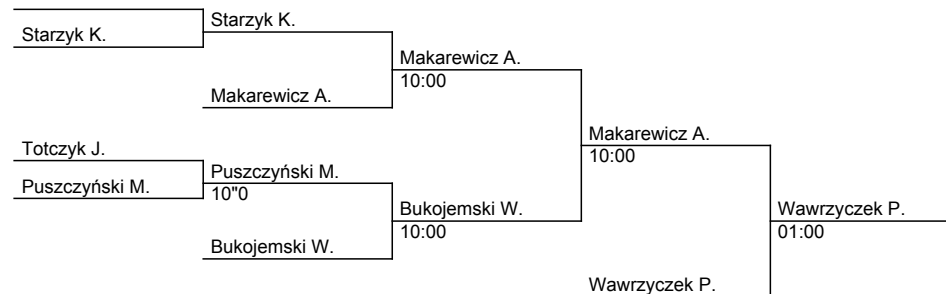 Starzyk K.
Starzyk K.
Makarewicz A.
10:00
Makarewicz A.
Makarewicz A.
10:00
Totczyk J.
Puszczyński M.
Puszczyński M.
10"0
Wawrzyczek P.
01:00
Bukojemski W.
10:00
Bukojemski W.
Wawrzyczek P.